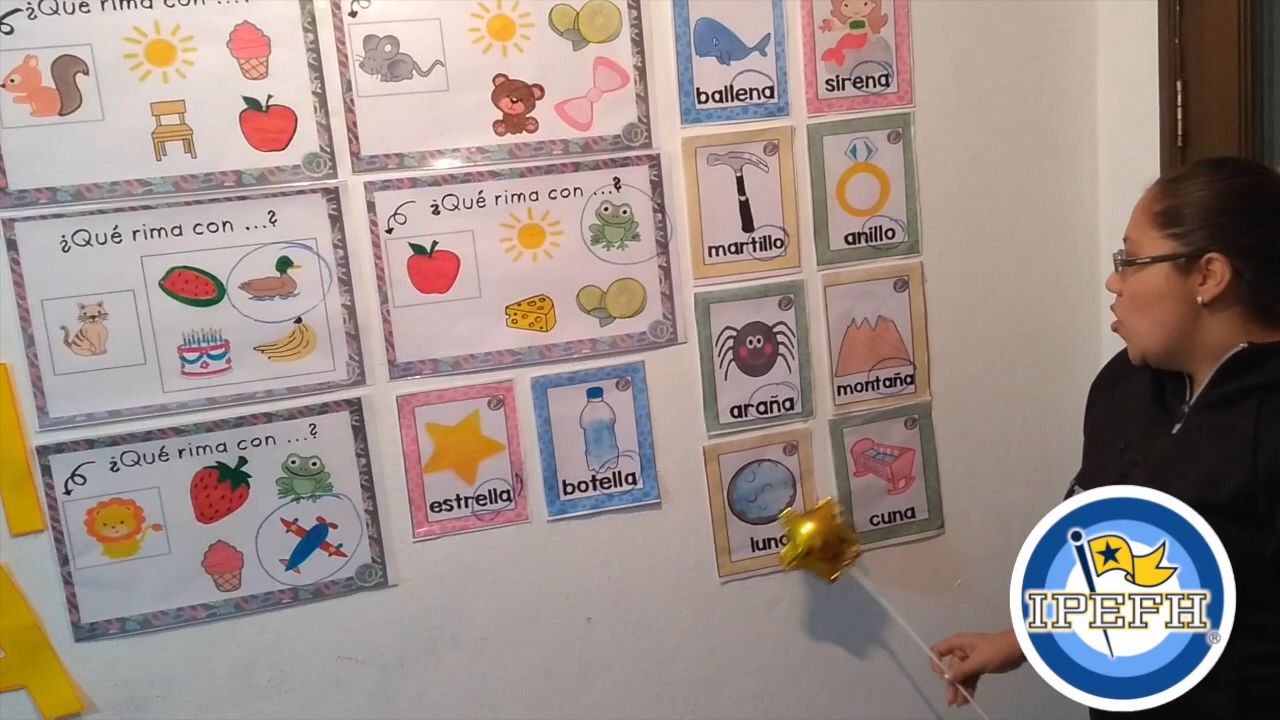 ¿Qué rima con ....?
¿Qué rima con ...?
¿Qué rima con ...?
¿Qué rima con ...?
ballena
sirena
martillo
anillo
araña
montaña
estrella
botella
luna
cuna
IPEFH
®